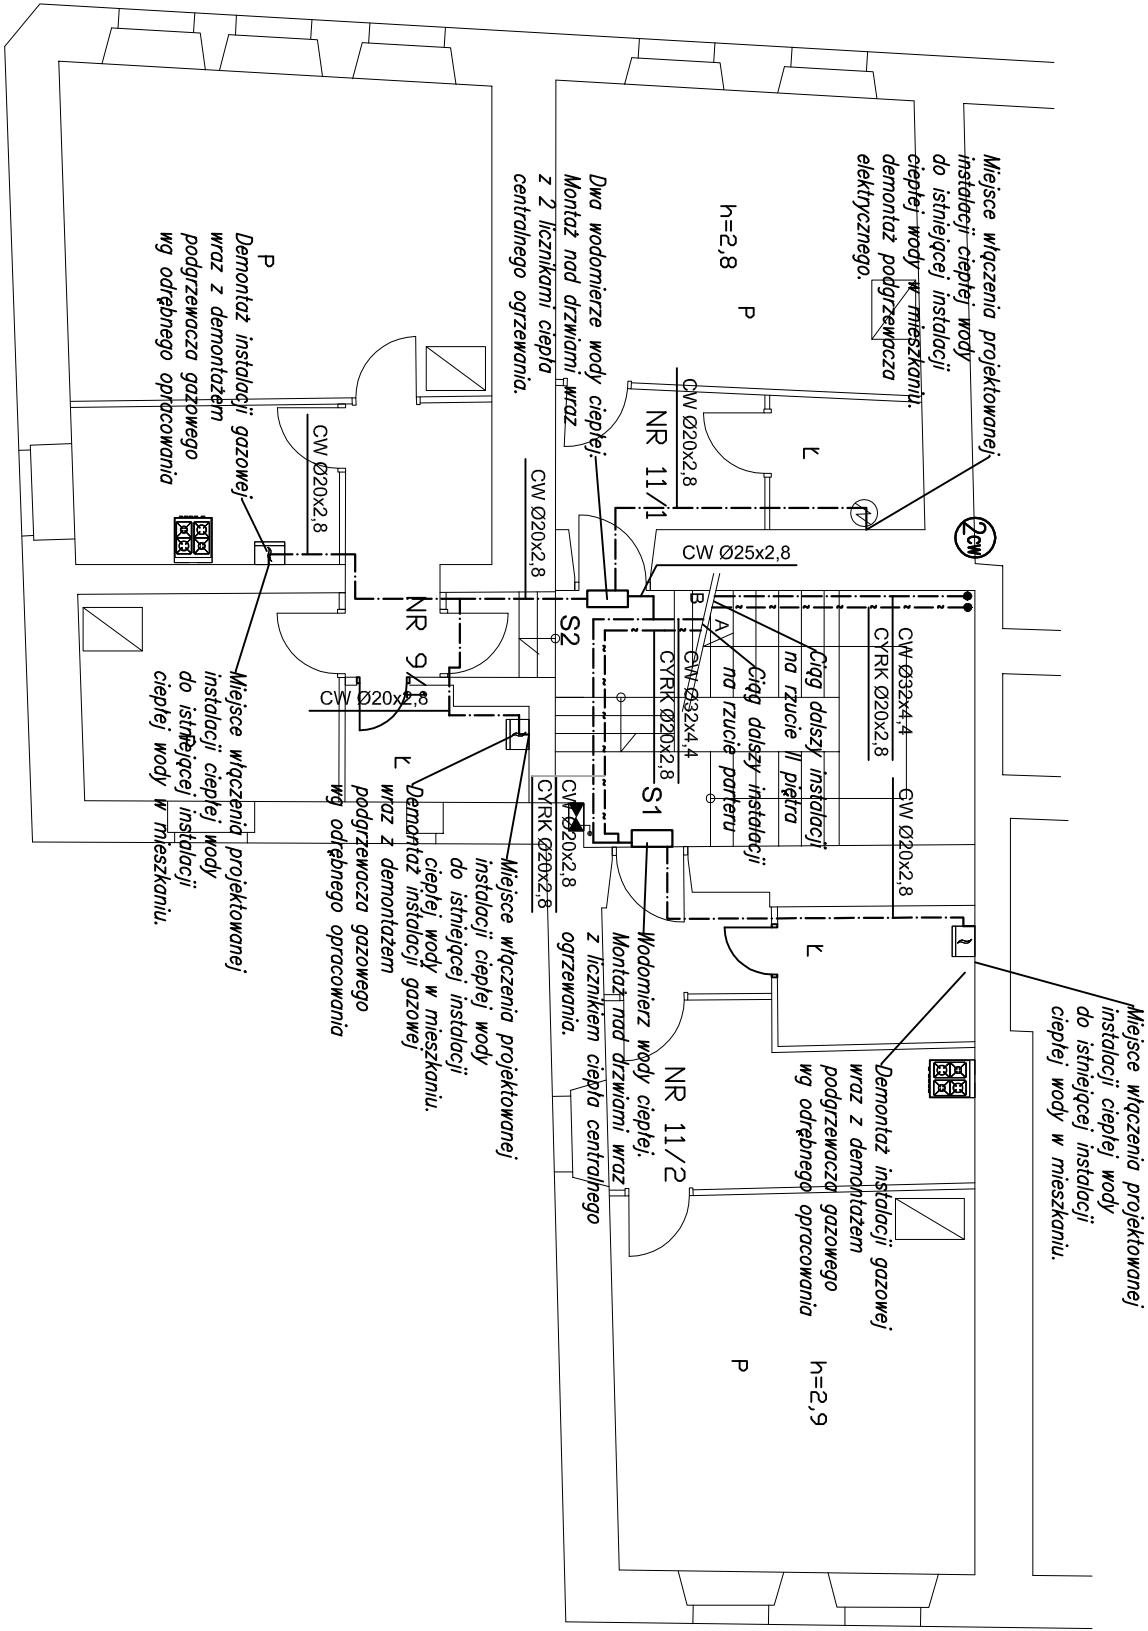 Miejsce włączenia projektowanej
instalacji ciepłej wody
do istniejącej instalacji
ciepłej wody w mieszkaniu.
demontaż podgrzewacza
elektrycznego.
h=2,8
P
Dwa wodomierze wody ciepłej.
Montaż nad drzwiami wraz
z 2 licznikami ciepła
centralnego ogrzewania.
P
Demontaż instalacji gazowej
wraz z demontażem
podgrzewacza gazowego
wg odrębnego opracowania
CW Ø20x2,8
NR 11/1
Ł
CW Ø20x2,8
CW Ø20x2,8
2cw
CW Ø25x2,8
B
A
S2
NR 9/
CW Ø20x2,8
Ł
CW Ø32x4,4
CYRK Ø20x2,8
Ciąg dalszy instalacji
na rzucie II piętra
Ciąg dalszy instalacji
na rzucie parteru
CW Ø32x4,4
CYRK Ø20x2,8
S1
CW Ø20x2,8
CW Ø20x2,8
CYRK Ø20x2,8
Miejsce włączenia projektowanej
instalacji ciepłej wody
do istniejącej instalacji
ciepłej wody w mieszkaniu.
Miejsce włączenia projektowanej
instalacji ciepłej wody
do istniejącej instalacji
ciepłej wody w mieszkaniu.
Demontaż instalacji gazowej
wraz z demontażem
podgrzewacza gazowego
wg odrębnego opracowania
Ł
Wodomierz wody ciepłej.
Montaż nad drzwiami wraz
z licznikiem ciepła centralnego
ogrzewania.
NR 11/2
Miejsce włączenia projektowanej
instalacji ciepłej wody
do istniejącej instalacji
ciepłej wody w mieszkaniu.
Demontaż instalacji gazowej
wraz z demontażem
podgrzewacza gazowego
wg odrębnego opracowania
P
h=2,9